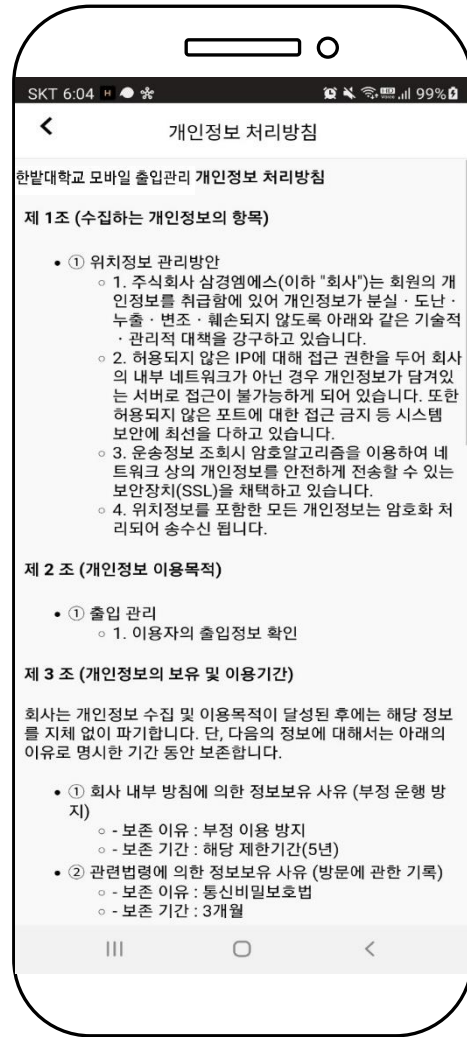 SKT 6:04 H 99%
개인정보 처리방침
한밭대학교 모바일 출입관리 개인정보 처리방침
제 1조 (수집하는 개인정보의 항목)
• ① 위치정보 관리방안
◦ 1. 주식회사 삼경엠에스(이하 "회사")는 회원의 개
인정보를 취급함에 있어 개인정보가 분실 · 도난 ·
누출 · 변조 · 훼손되지 않도록 아래와 같은 기술적
· 관리적 대책을 강구하고 있습니다.
◦ 2. 허용되지 않은 IP에 대해 접근 권한을 두어 회사
의 내부 네트워크가 아닌 경우 개인정보가 담겨있
는 서버로 접근이 불가능하게 되어 있습니다. 또한
허용되지 않은 포트에 대한 접근 금지 등 시스템
보안에 최선을 다하고 있습니다.
◦ 3. 운송정보 조회시 암호알고리즘을 이용하여 네
트워크 상의 개인정보를 안전하게 전송할 수 있는
보안장치(SSL)을 채택하고 있습니다.
◦ 4. 위치정보를 포함한 모든 개인정보는 암호화 처
리되어 송수신 됩니다.
제 2 조 (개인정보 이용목적)
• ① 출입 관리
◦ 1. 이용자의 출입정보 확인
제 3 조 (개인정보의 보유 및 이용기간)
회사는 개인정보 수집 및 이용목적이 달성된 후에는 해당 정보
를 지체 없이 파기합니다. 단, 다음의 정보에 대해서는 아래의
이유로 명시한 기간 동안 보존합니다.
• ① 회사 내부 방침에 의한 정보보유 사유 (부정 운행 방
지)
◦ - 보존 이유 : 부정 이용 방지
◦ - 보존 기간 : 해당 제한기간(5년)
• ② 관련법령에 의한 정보보유 사유 (방문에 관한 기록)
◦ - 보존 이유 : 통신비밀보호법
◦ - 보존 기간 : 3개월